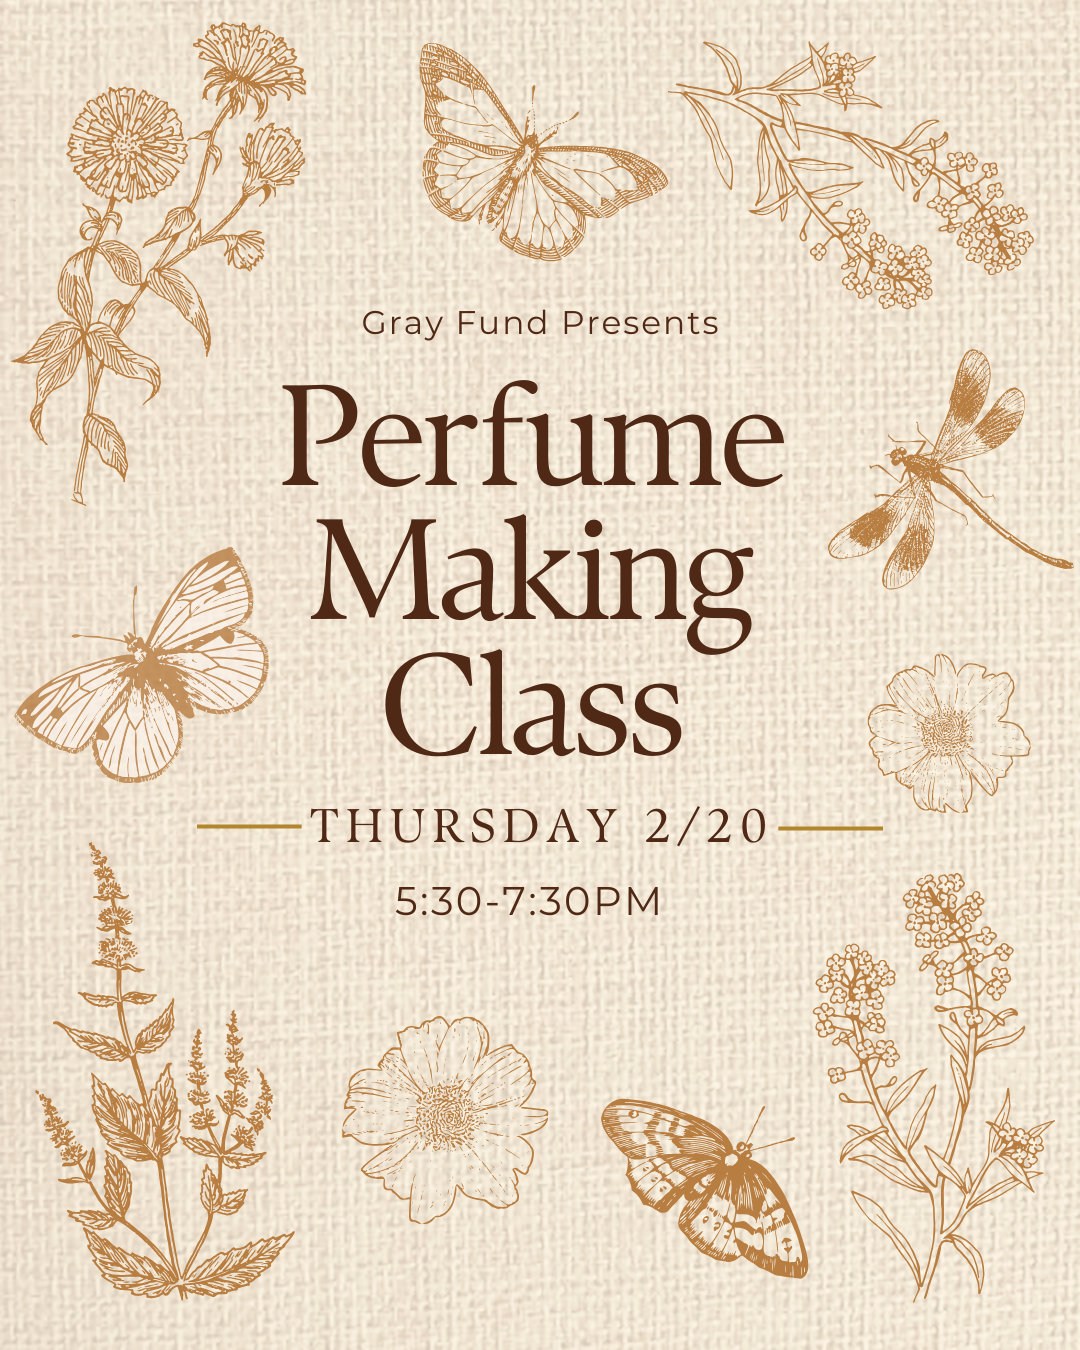 Gray Fund Presents
Perfume
Making
Class
THURSDAY 2/20
5:30-7:30PM